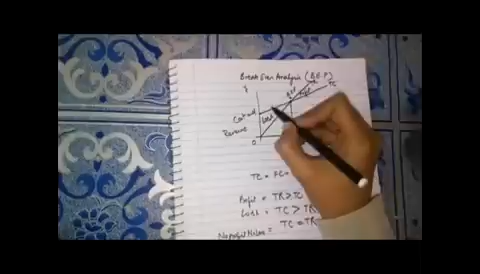 Break Even Analysis (B.E.P)
TC
Cost and
Loss
Revenue
O
TC = FC =
Profit = TR > TC
Loss = TC > TR
TC = TR
No profit No loss =